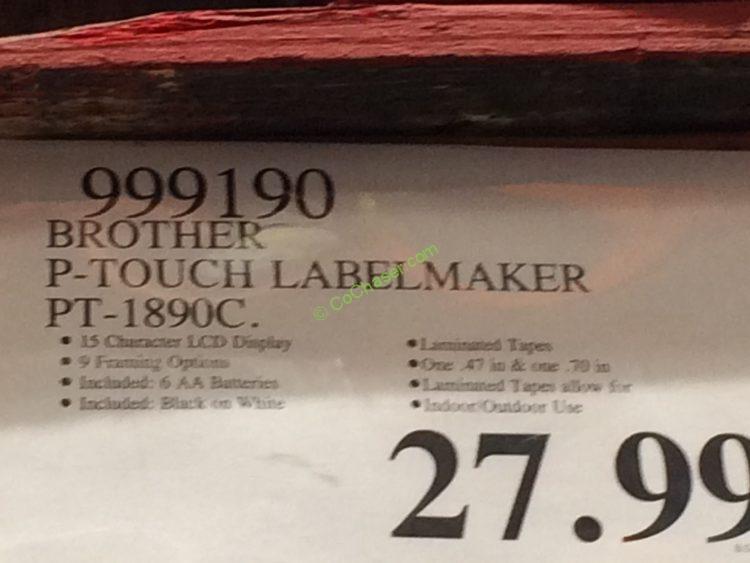 999190
BROTHER
P-TOUCH LABELMAKER
PT-1890C.
© CoChaser.com
• 15 Character LCD Display
• 9 Framing Options
• Included: 6 AA Batteries
• Included: Black on White
• Laminated Tapes
• One .47 in & one .70 in
• Laminated Tapes allow for
• Indoor/Outdoor Use
27.99